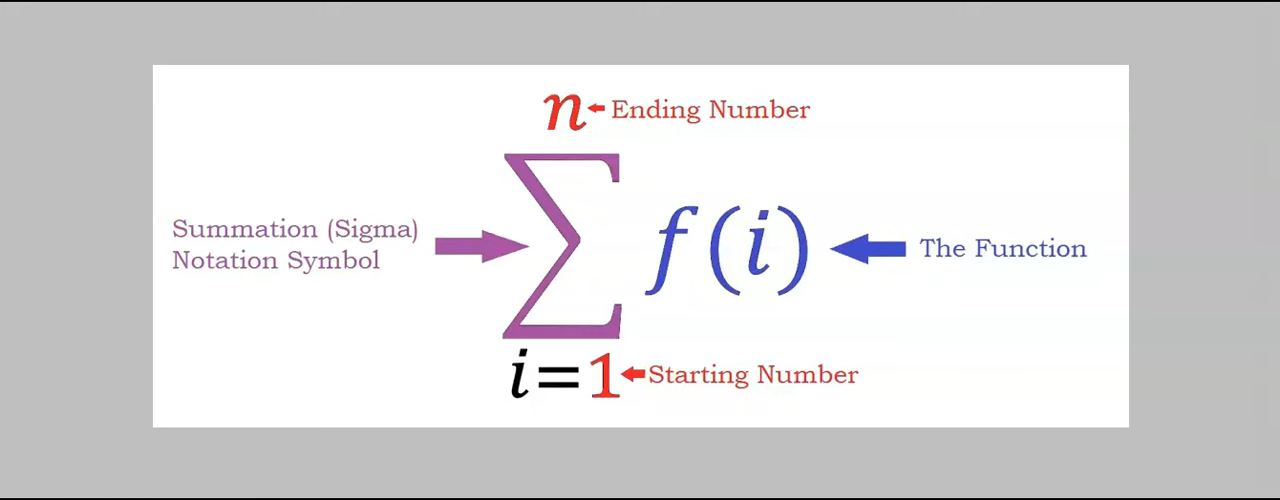 n Ending Number
∑ f(i)
Summation (Sigma)
Notation Symbol
The Function
i=1 Starting Number